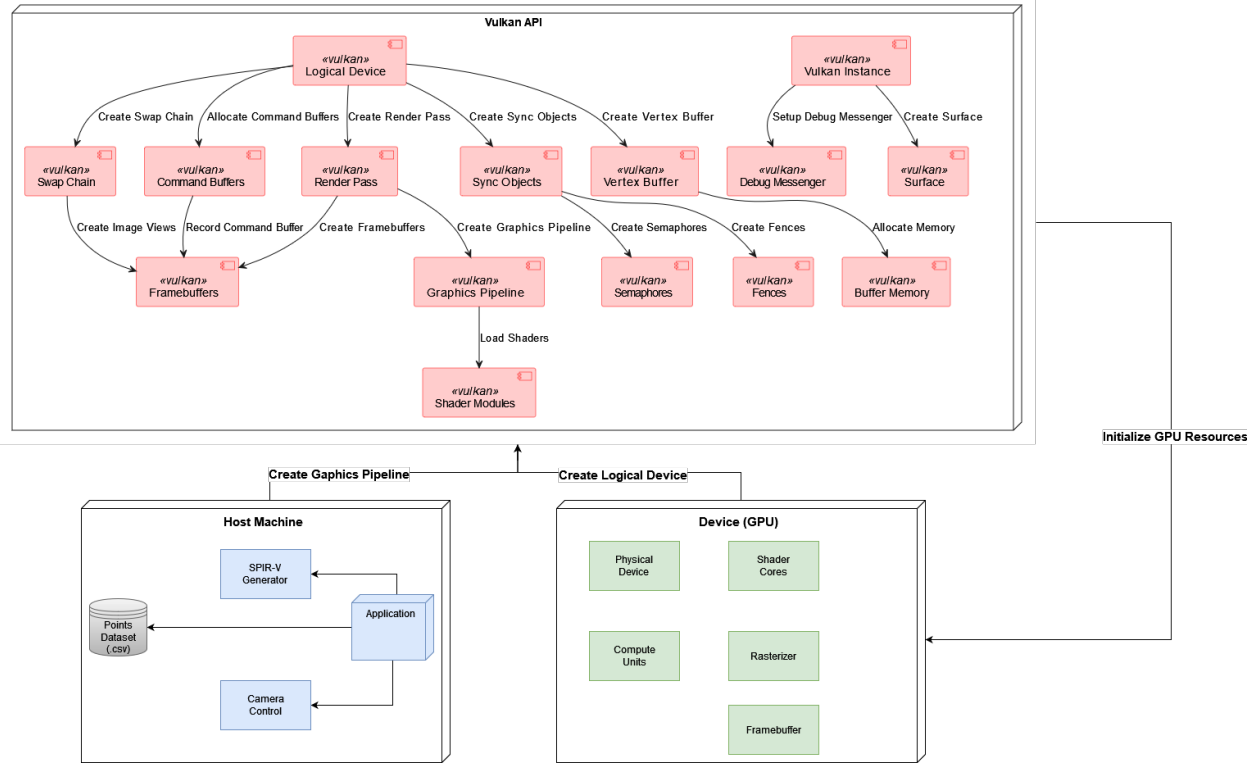 Vulkan API
«vulkan»
Logical Device
«vulkan»
Vulkan Instance
Create Swap Chain
Allocate Command Buffers
Create Render Pass
Create Sync Objects
Create Vertex Buffer
Setup Debug Messenger
Create Surface
«vulkan»
Swap Chain
«vulkan»
Command Buffers
«vulkan»
Render Pass
«vulkan»
Sync Objects
«vulkan»
Vertex Buffer
«vulkan»
Debug Messenger
«vulkan»
Surface
Create Image Views
Record Command Buffer
Create Framebuffers
Create Graphics Pipeline
Create Semaphores
Create Fences
Allocate Memory
«vulkan»
Framebuffers
«vulkan»
Graphics Pipeline
«vulkan»
Semaphores
«vulkan»
Fences
«vulkan»
Buffer Memory
Load Shaders
«vulkan»
Shader Modules
Initialize GPU Resources
Create Gaphics Pipeline
Create Logical Device
Host Machine
SPIR-V
Generator
Application
Points
Dataset
(.csv)
Camera
Control
Device (GPU)
Physical
Device
Shader
Cores
Compute
Units
Rasterizer
Framebuffer